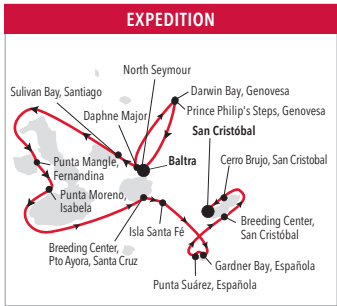 EXPEDITION
North Seymour
Sulivan Bay, Santiago
Darwin Bay, Genovesa
Daphne Major
Prince Philip's Steps, Genovesa
San Cristóbal
Baltra
Cerro Brujo, San Cristobal
Punta Mangle,
Fernandina
Punta Moreno,
Isabela
Isla Santa Fé
Breeding Center,
San Cristóbal
Breeding Center,
Pto Ayora, Santa Cruz
Gardner Bay, Española
Punta Suárez, Española